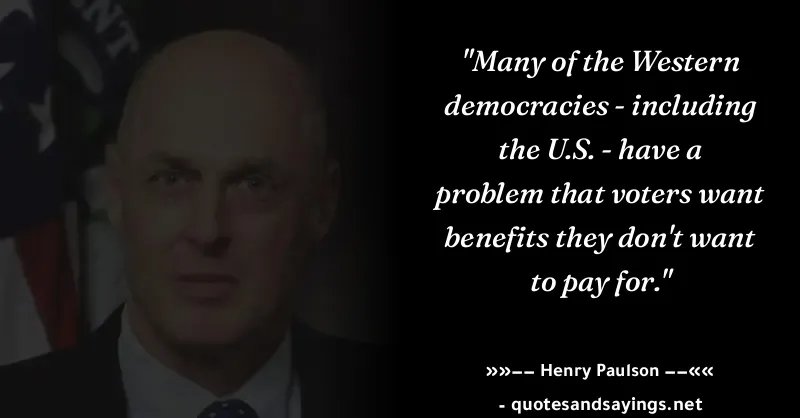 ENT
"Many of the Western
democracies - including
the U.S. - have a
problem that voters want
benefits they don't want
to pay for."
»»−− Henry Paulson −−««
- quotesandsayings.net